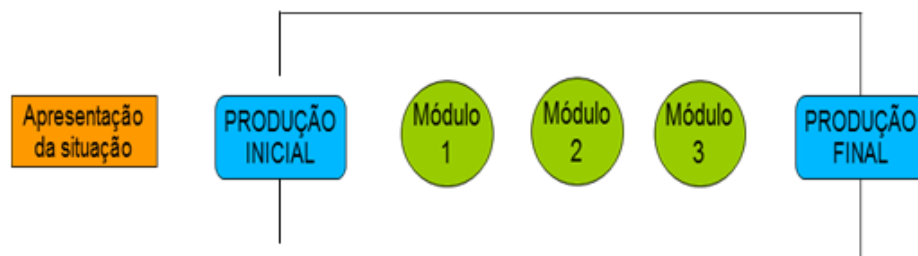 Apresentação
da situação
PRODUÇÃO
INICIAL
Módulo
1
Módulo
2
Módulo
3
PRODUÇÃO
FINAL